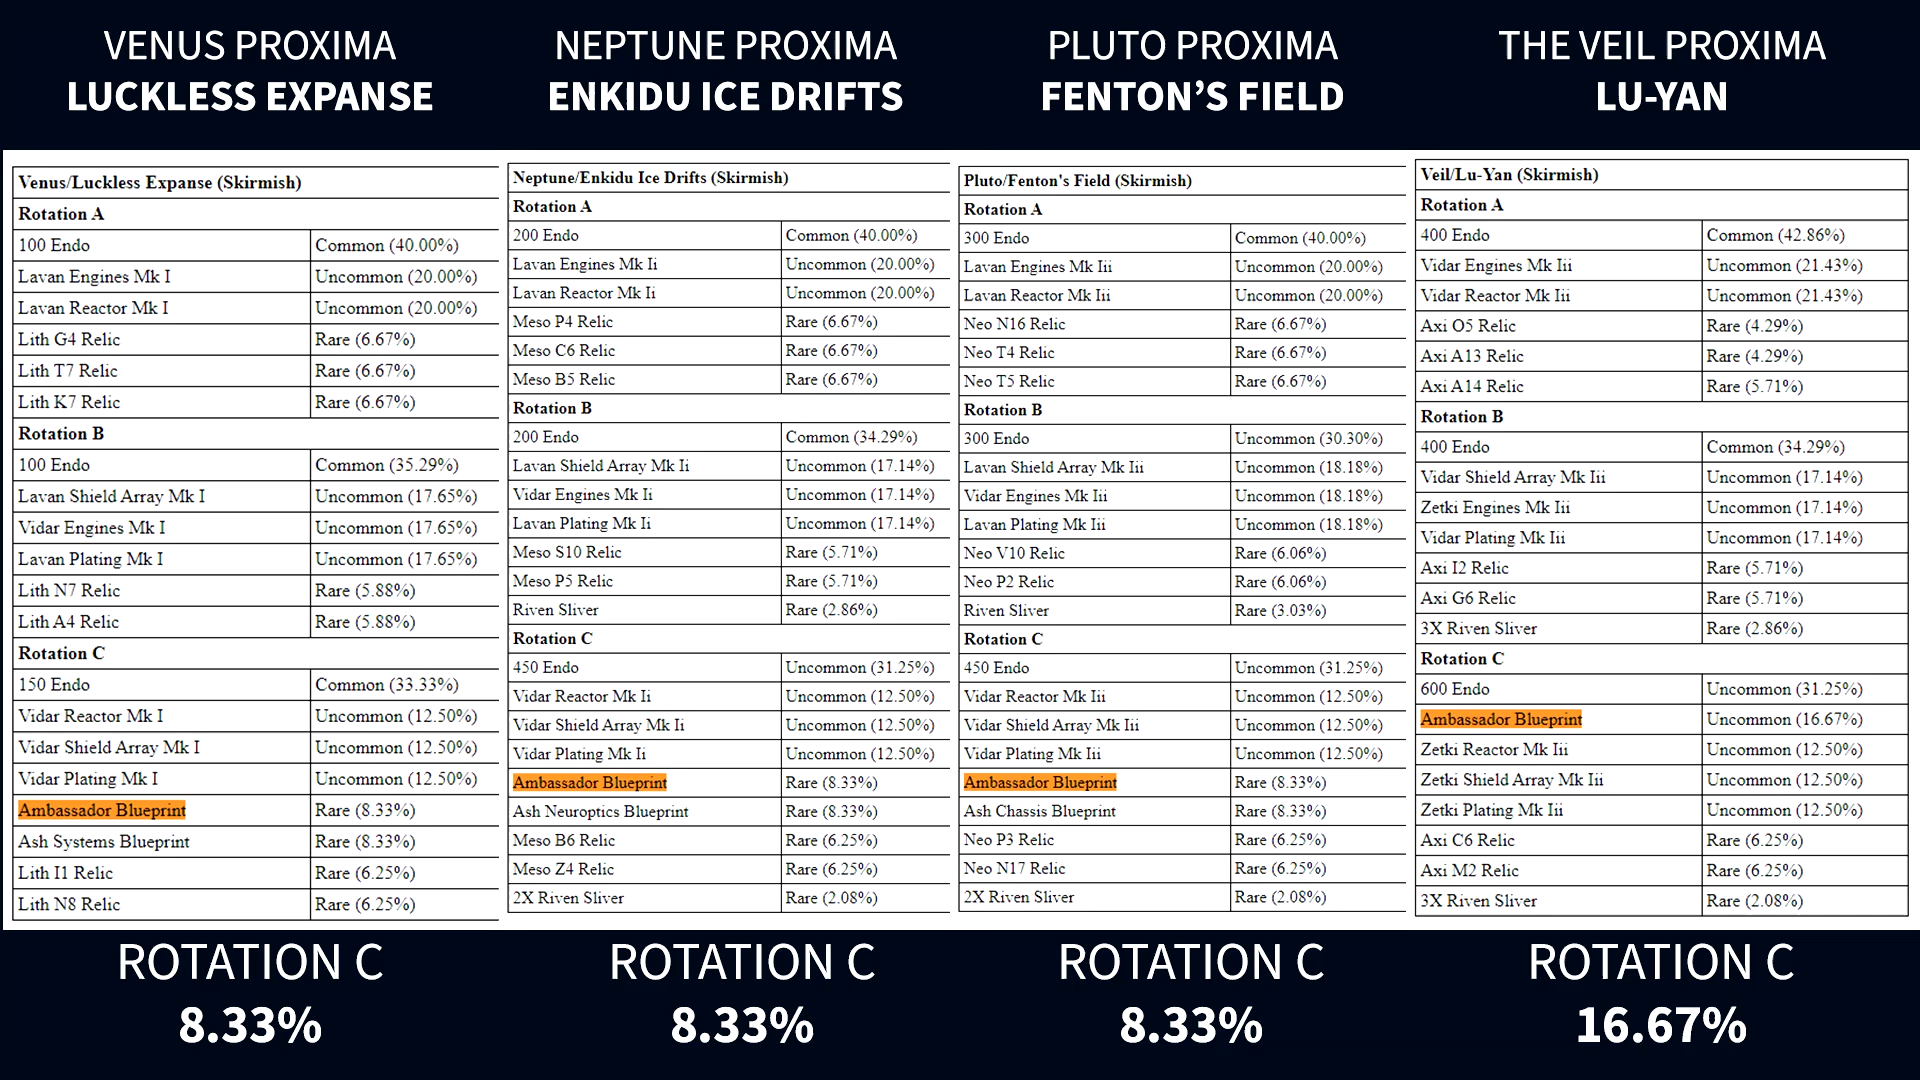 VENUS PROXIMA
LUCKLESS EXPANSE
NEPTUNE PROXIMA
ENKIDU ICE DRIFTS
PLUTO PROXIMA
FENTON’S FIELD
THE VEIL PROXIMA
LU-YAN
Venus/Luckless Expanse (Skirmish)
Rotation A
100 Endo Common (40.00%)
Lavan Engines Mk I Uncommon (20.00%)
Lavan Reactor Mk I Uncommon (20.00%)
Lith G4 Relic Rare (6.67%)
Lith T7 Relic Rare (6.67%)
Lith K7 Relic Rare (6.67%)
Rotation B
100 Endo Common (35.29%)
Lavan Shield Array Mk I Uncommon (17.65%)
Vidar Engines Mk I Uncommon (17.65%)
Lavan Plating Mk I Uncommon (17.65%)
Lith N7 Relic Rare (5.88%)
Lith A4 Relic Rare (5.88%)
Rotation C
150 Endo Common (33.33%)
Vidar Reactor Mk I Uncommon (12.50%)
Vidar Shield Array Mk I Uncommon (12.50%)
Vidar Plating Mk I Uncommon (12.50%)
Ambassador Blueprint Rare (8.33%)
Ash Systems Blueprint Rare (8.33%)
Lith I1 Relic Rare (6.25%)
Lith N8 Relic Rare (6.25%)
Neptune/Enkidu Ice Drifts (Skirmish)
Rotation A
200 Endo Common (40.00%)
Lavan Engines Mk Ii Uncommon (20.00%)
Lavan Reactor Mk Ii Uncommon (20.00%)
Meso P4 Relic Rare (6.67%)
Meso C6 Relic Rare (6.67%)
Meso B5 Relic Rare (6.67%)
Rotation B
200 Endo Common (34.29%)
Lavan Shield Array Mk Ii Uncommon (17.14%)
Vidar Engines Mk Ii Uncommon (17.14%)
Lavan Plating Mk Ii Uncommon (17.14%)
Meso S10 Relic Rare (5.71%)
Meso P5 Relic Rare (5.71%)
Riven Sliver Rare (2.86%)
Rotation C
450 Endo Uncommon (31.25%)
Vidar Reactor Mk Ii Uncommon (12.50%)
Vidar Shield Array Mk Ii Uncommon (12.50%)
Vidar Plating Mk Ii Uncommon (12.50%)
Ambassador Blueprint Rare (8.33%)
Ash Neuroptics Blueprint Rare (8.33%)
Meso B6 Relic Rare (6.25%)
Meso Z4 Relic Rare (6.25%)
2X Riven Sliver Rare (2.08%)
Pluto/Fenton's Field (Skirmish)
Rotation A
300 Endo Common (40.00%)
Lavan Engines Mk Iii Uncommon (20.00%)
Lavan Reactor Mk Iii Uncommon (20.00%)
Neo N16 Relic Rare (6.67%)
Neo T4 Relic Rare (6.67%)
Neo T5 Relic Rare (6.67%)
Rotation B
300 Endo Uncommon (30.30%)
Lavan Shield Array Mk Iii Uncommon (18.18%)
Vidar Engines Mk Iii Uncommon (18.18%)
Lavan Plating Mk Iii Uncommon (18.18%)
Neo V10 Relic Rare (6.06%)
Neo P2 Relic Rare (6.06%)
Riven Sliver Rare (3.03%)
Rotation C
450 Endo Uncommon (31.25%)
Vidar Reactor Mk Iii Uncommon (12.50%)
Vidar Shield Array Mk Iii Uncommon (12.50%)
Vidar Plating Mk Iii Uncommon (12.50%)
Ambassador Blueprint Rare (8.33%)
Ash Chassis Blueprint Rare (8.33%)
Neo P3 Relic Rare (6.25%)
Neo N17 Relic Rare (6.25%)
2X Riven Sliver Rare (2.08%)
Veil/Lu-Yan (Skirmish)
Rotation A
400 Endo Common (42.86%)
Vidar Engines Mk Iii Uncommon (21.43%)
Vidar Reactor Mk Iii Uncommon (21.43%)
Axi O5 Relic Rare (4.29%)
Axi A13 Relic Rare (4.29%)
Axi A14 Relic Rare (5.71%)
Rotation B
400 Endo Common (34.29%)
Vidar Shield Array Mk Iii Uncommon (17.14%)
Zetki Engines Mk Iii Uncommon (17.14%)
Vidar Plating Mk Iii Uncommon (17.14%)
Axi I2 Relic Rare (5.71%)
Axi G6 Relic Rare (5.71%)
3X Riven Sliver Rare (2.86%)
Rotation C
600 Endo Uncommon (31.25%)
Ambassador Blueprint Uncommon (16.67%)
Zetki Reactor Mk Iii Uncommon (12.50%)
Zetki Shield Array Mk Iii Uncommon (12.50%)
Zetki Plating Mk Iii Uncommon (12.50%)
Axi C6 Relic Rare (6.25%)
Axi M2 Relic Rare (6.25%)
3X Riven Sliver Rare (2.08%)
ROTATION C
8.33%
ROTATION C
8.33%
ROTATION C
8.33%
ROTATION C
16.67%